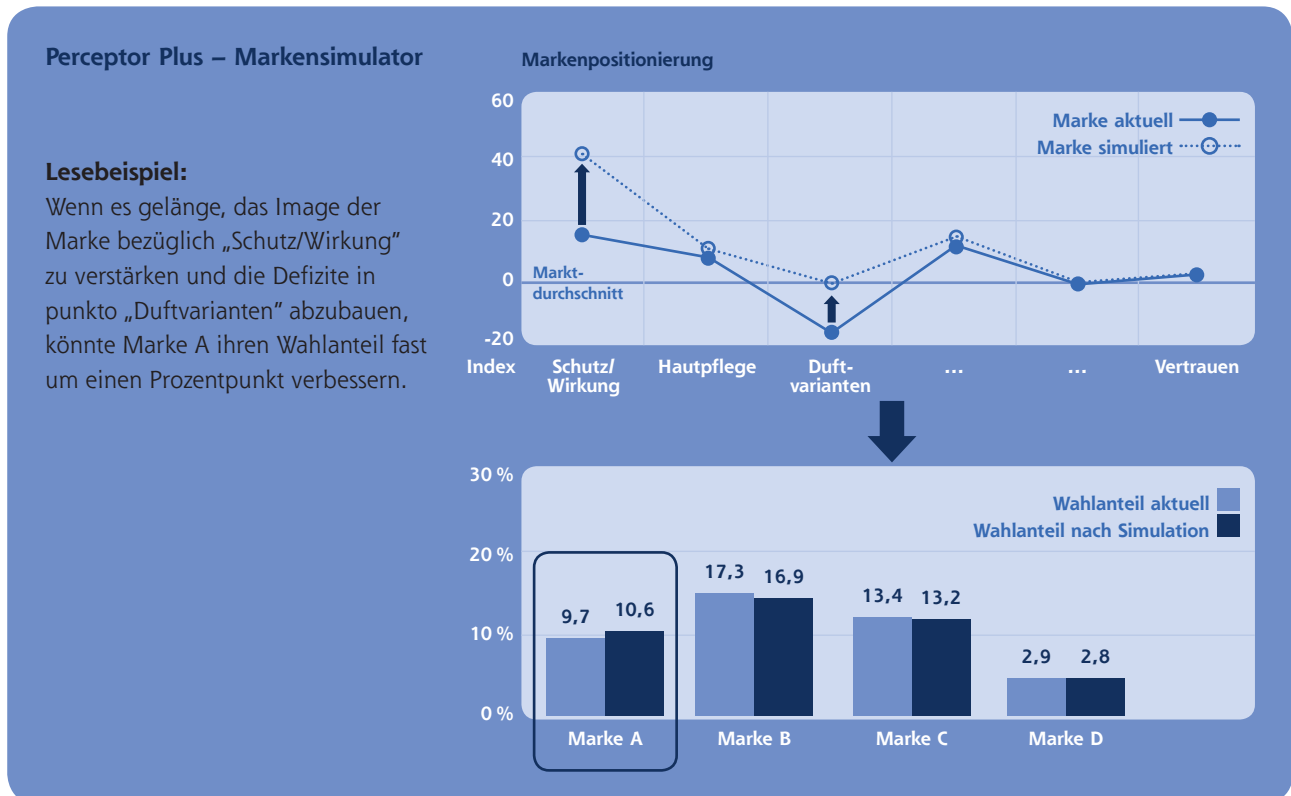 Perceptor Plus – Markensimulator
Lesebeispiel:
Wenn es gelänge, das Image der
Marke bezüglich „Schutz/Wirkung"
zu verstärken und die Defizite in
punkto „Duftvarianten" abzubauen,
könnte Marke A ihren Wahlanteil fast
um einen Prozentpunkt verbessern.
Markenpositionierung
60
40
20
0
-20
Marke aktuell
Marke simuliert
Markt-
durchschnitt
Index
Schutz/
Wirkung
Hautpflege
Duft-
varianten
...
...
Vertrauen
30 %
20 %
10 %
0 %
Wahlanteil aktuell
Wahlanteil nach Simulation
9,7
10,6
17,3
16,9
13,4
13,2
2,9
2,8
Marke A
Marke B
Marke C
Marke D